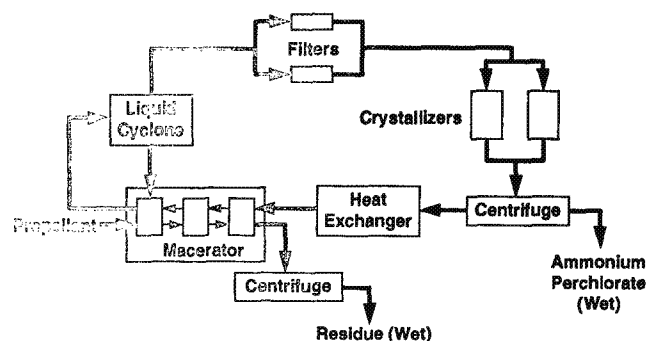 Filters
Liquid
Cyclone
Crystallizers
Propellant
Macerator
Heat
Exchanger
Centrifuge
Centrifuge
Ammonium
Perchlorate
(Wet)
Residue (Wet)